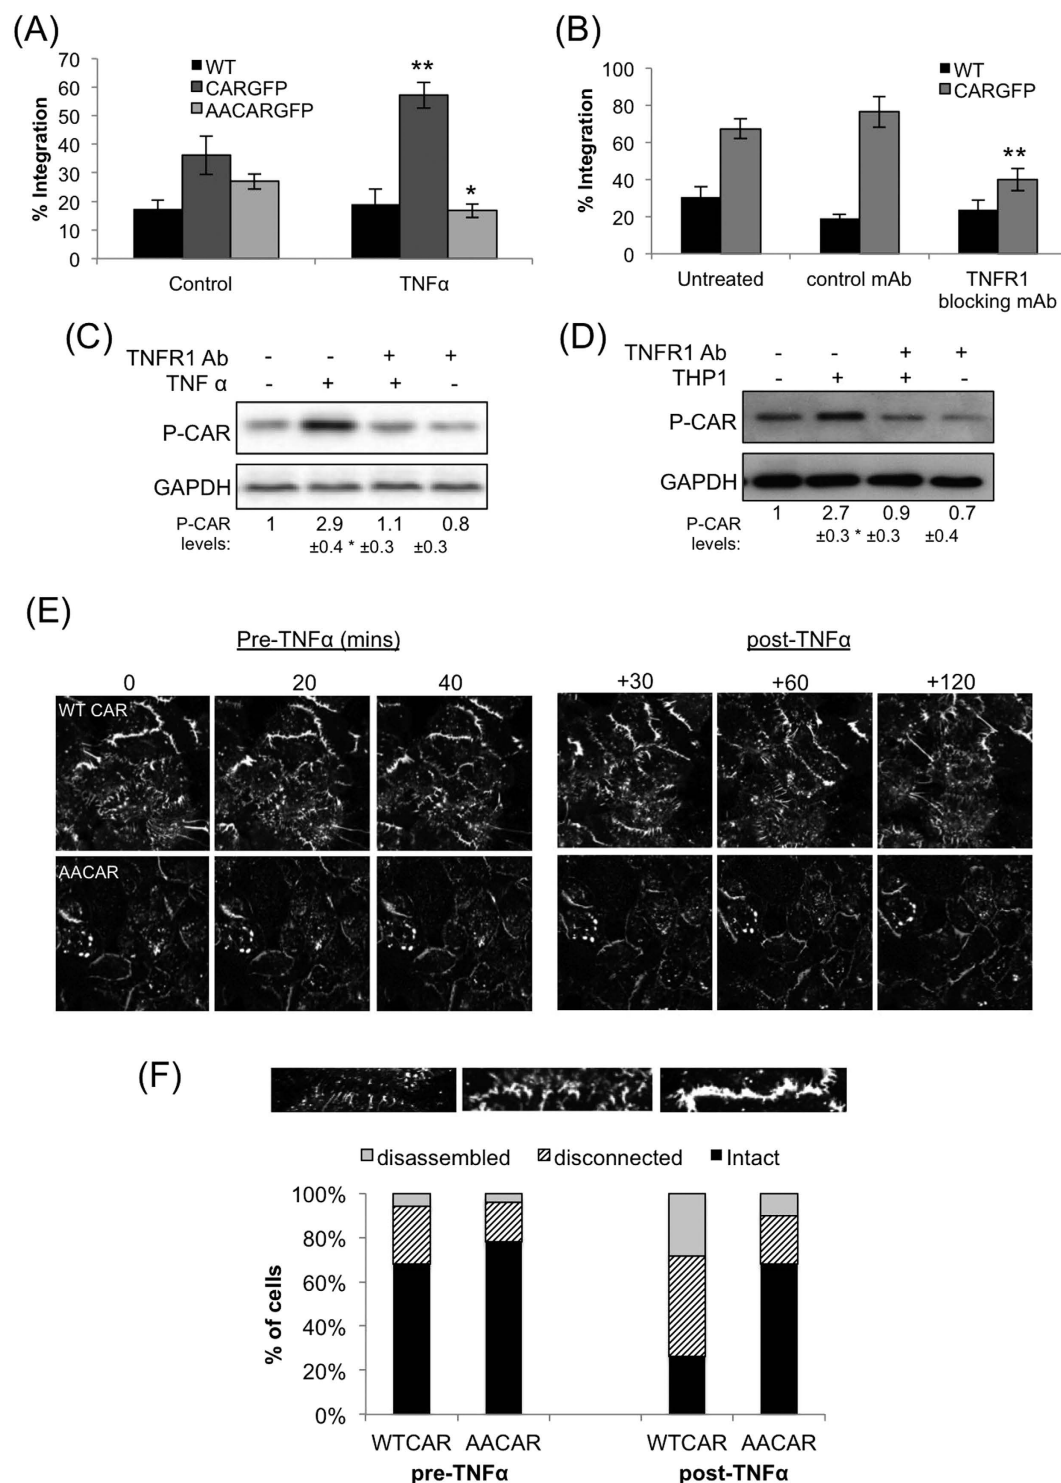 (A)
70
60
50
40
30
20
10
0
% Integration
WT
CARGFP
AACARGFP
**
*
Control
TNFα
(B)
100
80
60
40
20
0
% Integration
WT
CARGFP
**
Untreated
control mAb
TNFR1
blocking mAb
(C)
TNFR1 Ab - - + +
TNF α - + + -
P-CAR
GAPDH
P-CAR 1 2.9 1.1 0.8
levels: ±0.4 * ±0.3 ±0.3
(D)
TNFR1 Ab - - + +
THP1 - + + -
P-CAR
GAPDH
P-CAR 1 2.7 0.9 0.7
levels: ±0.3 * ±0.3 ±0.4
(E)
Pre-TNFα (mins)
post-TNFα
0 20 40 +30 +60 +120
WT CAR
AACAR
(F)
disassembled disconnected Intact
100%
80%
60%
40%
20%
0%
% of cells
WTCAR AACAR WTCAR AACAR
pre-TNFα post-TNFα